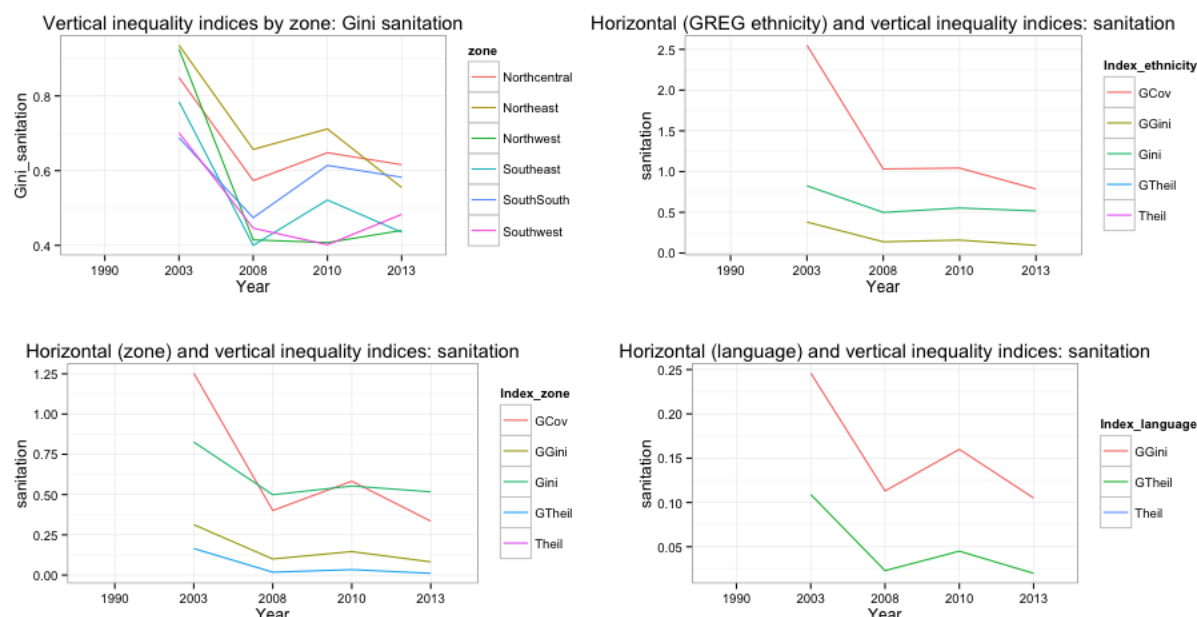 Vertical inequality indices by zone: Gini sanitation
Gini_sanitation
0.8
0.6
0.4
1990
2003
2008
2010
2013
Year
zone
Northcentral
Northeast
Northwest
Southeast
SouthSouth
Southwest
Horizontal (GREG ethnicity) and vertical inequality indices: sanitation
sanitation
2.5
2.0
1.5
1.0
0.5
0.0
1990
2003
2008
2010
2013
Year
Index_ethnicity
GCov
GGini
Gini
GTheil
Theil
Horizontal (zone) and vertical inequality indices: sanitation
sanitation
1.25
1.00
0.75
0.50
0.25
0.00
1990
2003
2008
2010
2013
Year
Index_zone
GCov
GGini
Gini
GTheil
Theil
Horizontal (language) and vertical inequality indices: sanitation
sanitation
0.25
0.20
0.15
0.10
0.05
1990
2003
2008
2010
2013
Year
Index_language
GGini
GTheil
Theil